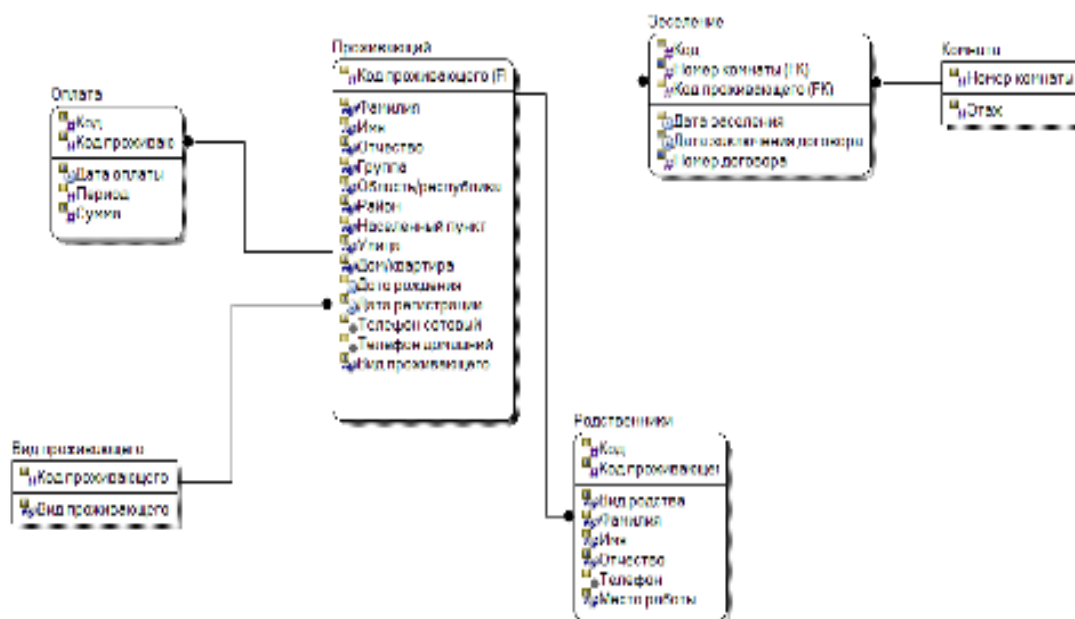 Оплата
Код
Код проживаю
Дата оплаты
Период
Сумма
Проживающий
Код проживающего (FI
Фамилия
Имя
Отчество
Группа
Область/республика
Район
Населенный пункт
Улица
Дом/квартира
Дата рождения
Дата регистрации
Телефон сотовый
Телефон домашний
Вид проживающего
Заселение
Код
Номер комнаты (FK)
Код проживающего (FK)
Дата заселения
Дата заключения договора
Номер договора
Комната
Номер комнаты
Этаж
Вид проживающего
Код проживающего
Вид проживающего
Родственники
Код
Код проживающег
Вид родства
Фамилия
Имя
Отчество
Телефон
Место работы